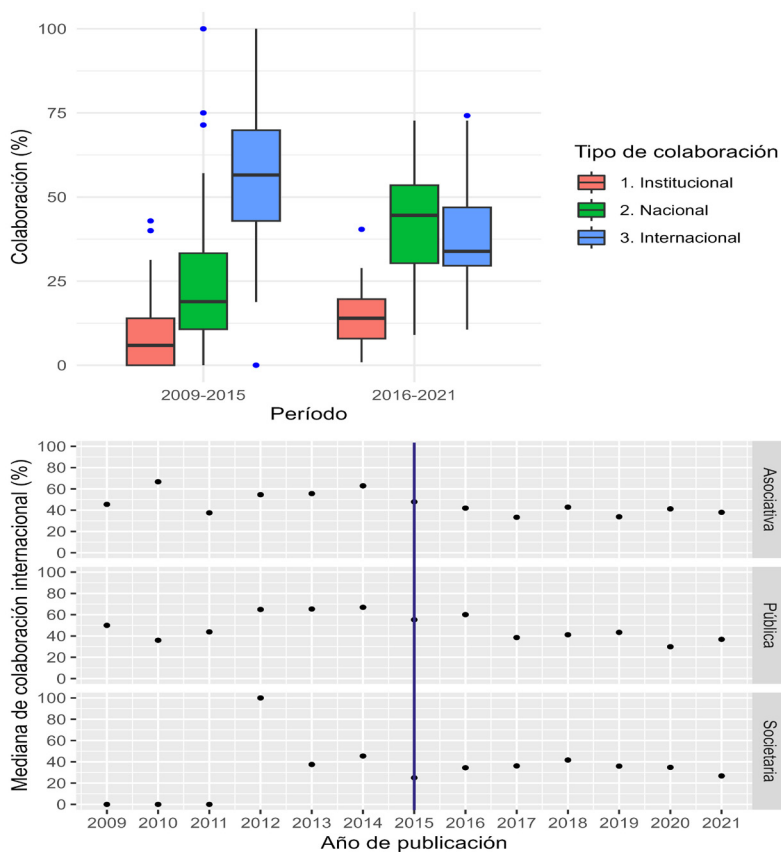 100
75
50
25
0
Colaboración (%)
2009-2015
2016-2021
Período
Tipo de colaboración
1. Institucional
2. Nacional
3. Internacional
Mediana de colaboración internacional (%)
100
80
60
40
20
0
Asociativa
100
80
60
40
20
0
Pública
100
80
60
40
20
0
Societaria
2009 2010 2011 2012 2013 2014 2015 2016 2017 2018 2019 2020 2021
Año de publicación